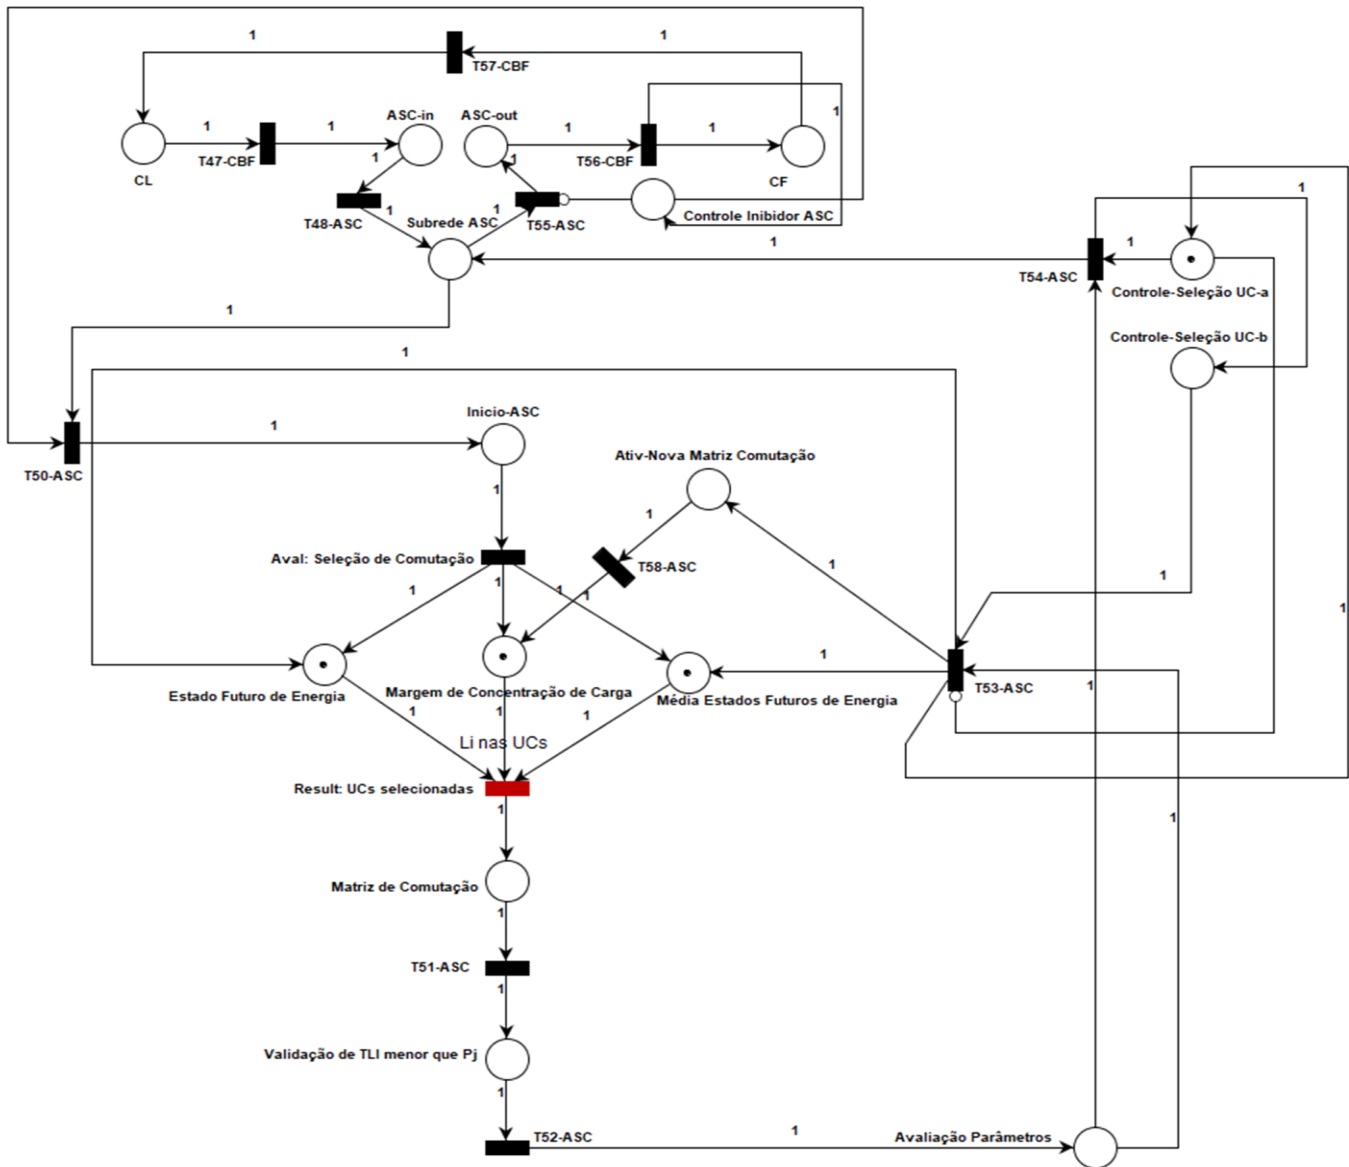 1
1
T57-CBF
ASC-in
ASC-out
1
1
1
1
1
T47-CBF
T56-CBF
CL
CF
1
1
1
1
1
T48-ASC
Subrede ASC
T55-ASC
Controle Inibidor ASC
1
1
T54-ASC
Controle-Seleção UC-a
1
Controle-Seleção UC-b
1
Inicio-ASC
1
T50-ASC
Ativ-Nova Matriz Comutação
1
1
Aval: Seleção de Comutação
T58-ASC
1
1
1
1
1
1
1
1
1
T53-ASC
1
Estado Futuro de Energia
Margem de Concentração de Carga
Média Estados Futuros de Energia
1
1
1
Li nas UCs
Result: UCs selecionadas
1
1
Matriz de Comutação
1
T51-ASC
1
Validação de TLI menor que Pj
1
T52-ASC
1
Avaliação Parâmetros